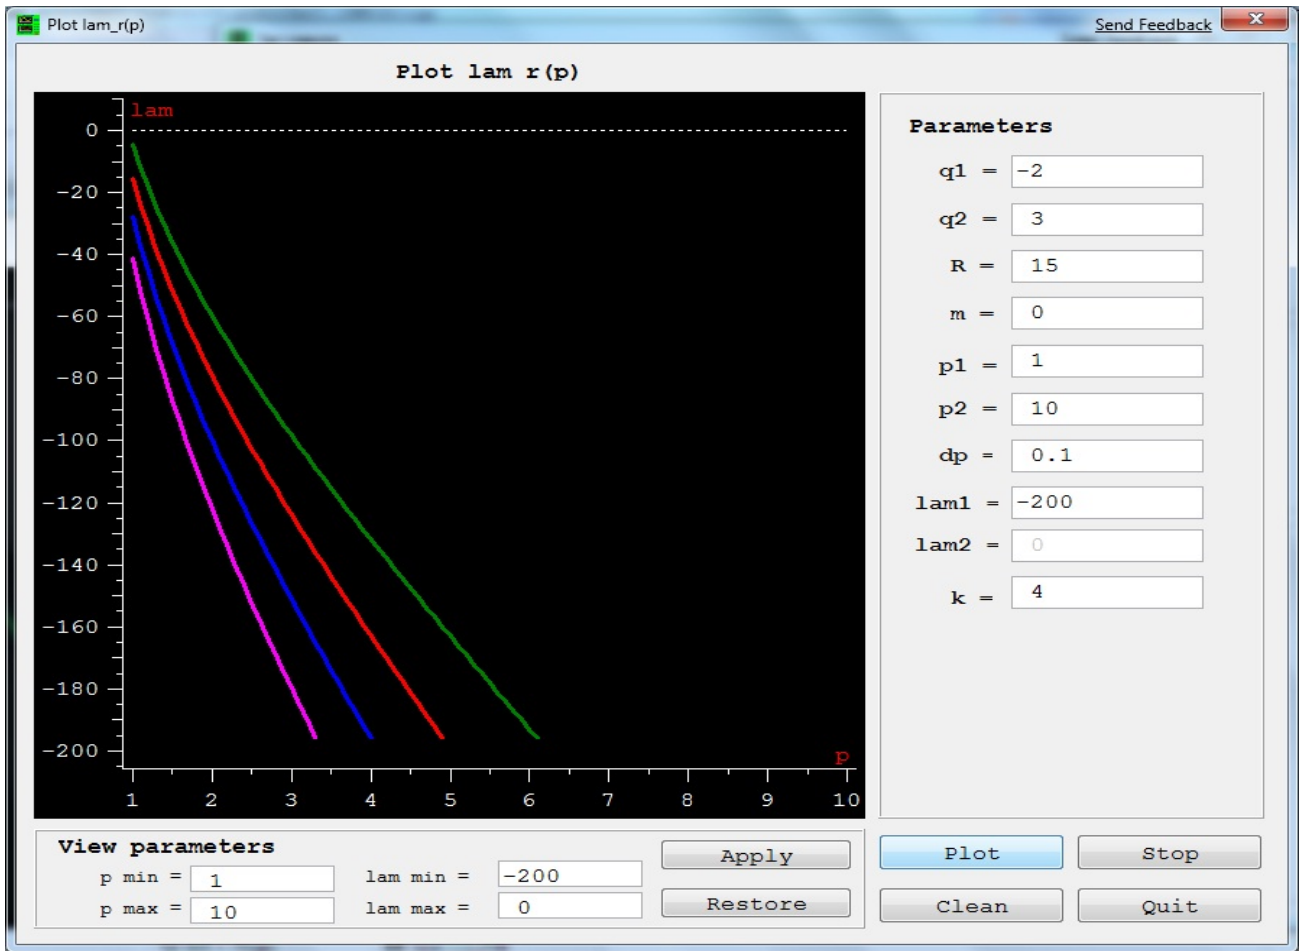 Plot lam_r(p)
Send Feedback
Plot lam r(p)
lam
0
-20
-40
-60
-80
-100
-120
-140
-160
-180
-200
p
1 2 3 4 5 6 7 8 9 10
Parameters
q1 = -2
q2 = 3
R = 15
m = 0
p1 = 1
p2 = 10
dp = 0.1
lam1 = -200
lam2 = 0
k = 4
View parameters
p min = 1 lam min = -200
p max = 10 lam max = 0
Apply
Restore
Plot Stop
Clean Quit